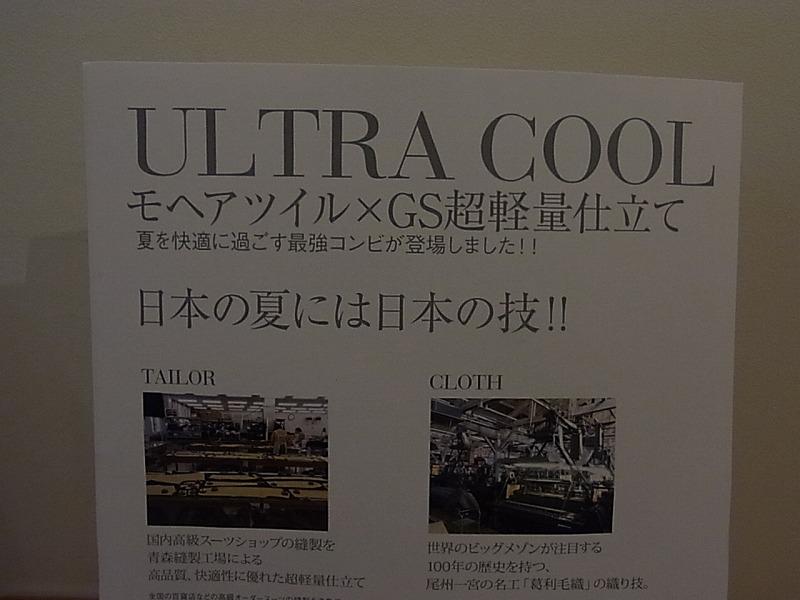 ULTRA COOL
モヘアツイル×GS超軽量仕立て
夏を快適に過ごす最強コンビが登場しました!!
日本の夏には日本の技!!
TAILOR
国内高級スーツショップの縫製を
青森縫製工場による
高品質、快適性に優れた超軽量仕立て
CLOTH
世界のビッグメゾンが注目する
100年の歴史を持つ、
尾州一宮の名工「葛利毛織」の織り技。